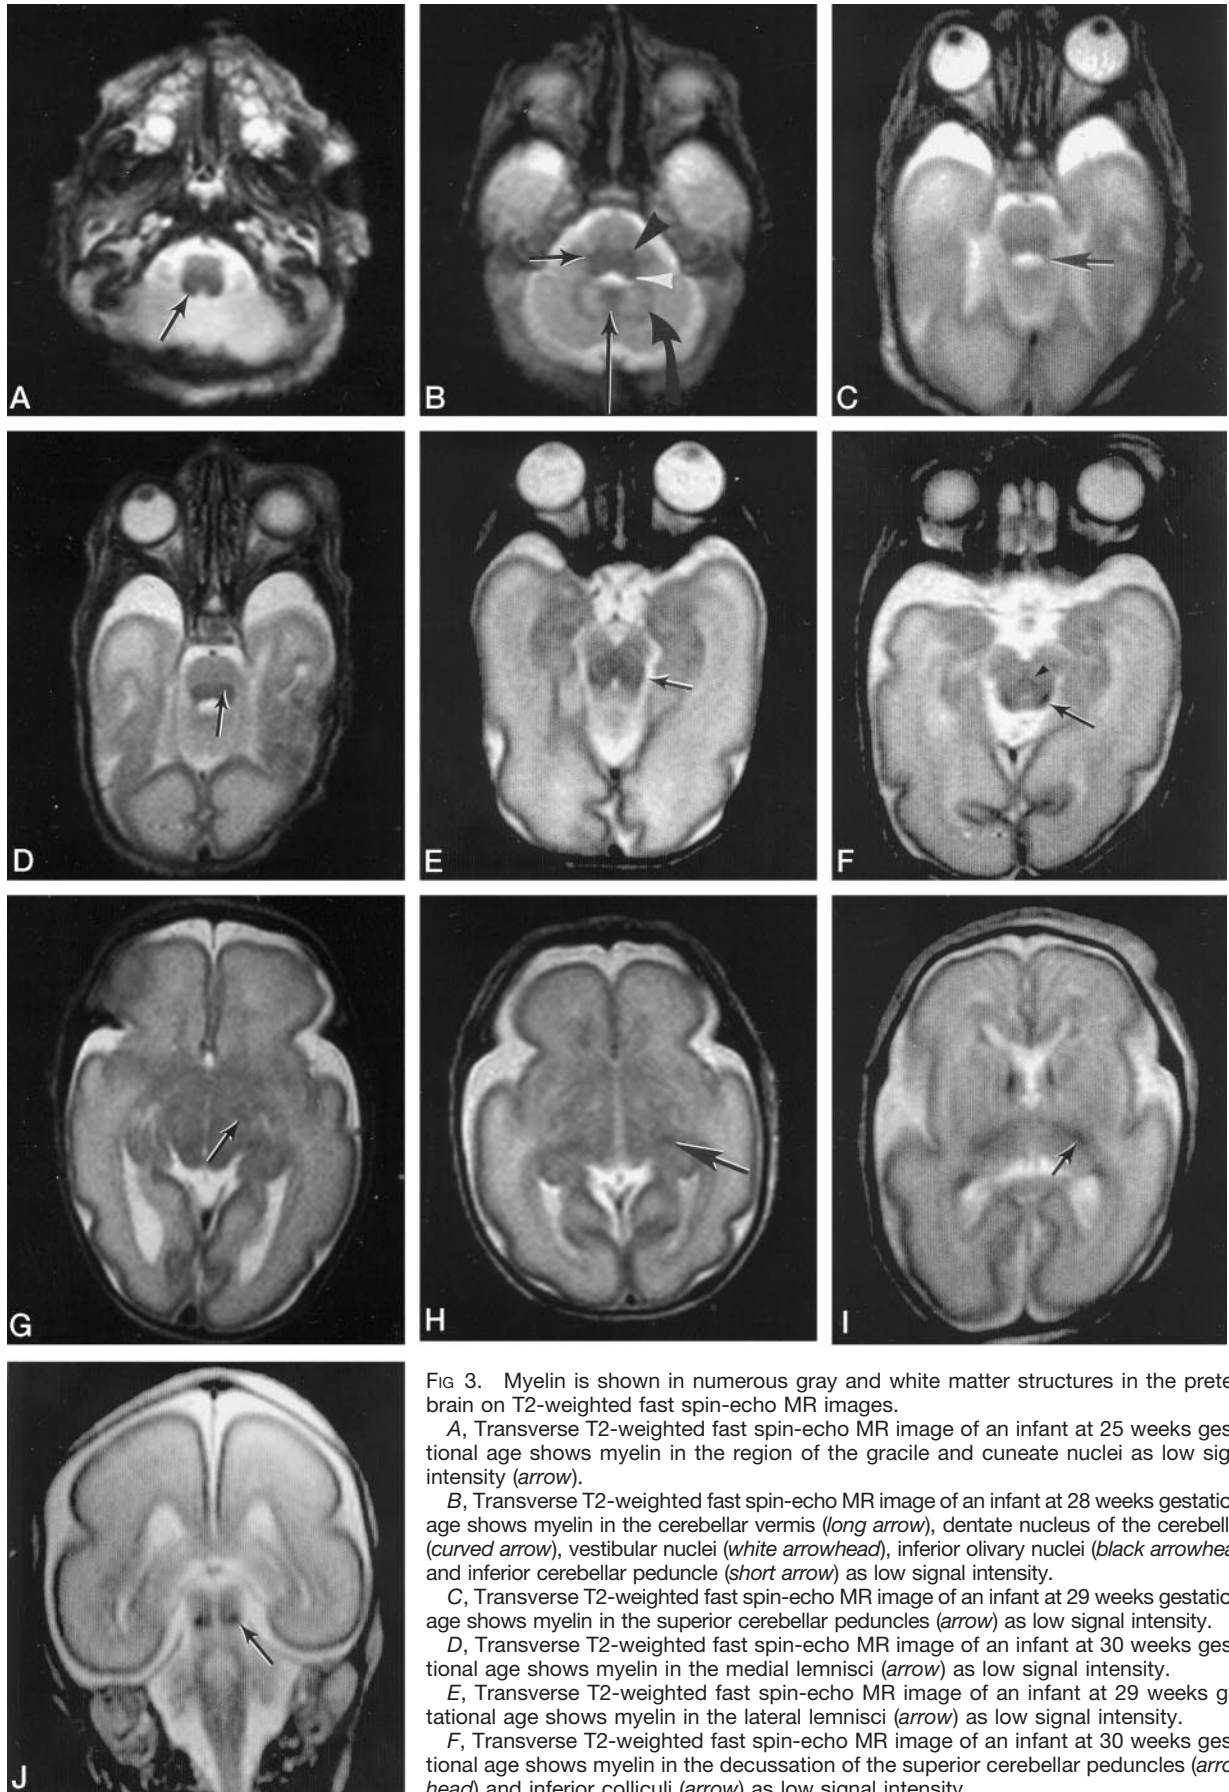 A
B
C
D
E
F
G
H
I
J
FIG 3. Myelin is shown in numerous gray and white matter structures in the prete
brain on T2-weighted fast spin-echo MR images.
A, Transverse T2-weighted fast spin-echo MR image of an infant at 25 weeks ges-
tional age shows myelin in the region of the gracile and cuneate nuclei as low sig
intensity (arrow).
B, Transverse T2-weighted fast spin-echo MR image of an infant at 28 weeks gestatio
age shows myelin in the cerebellar vermis (long arrow), dentate nucleus of the cerebell
(curved arrow), vestibular nuclei (white arrowhead), inferior olivary nuclei (black arrowhea
and inferior cerebellar peduncle (short arrow) as low signal intensity.
C, Transverse T2-weighted fast spin-echo MR image of an infant at 29 weeks gestatio
age shows myelin in the superior cerebellar peduncles (arrow) as low signal intensity.
D, Transverse T2-weighted fast spin-echo MR image of an infant at 30 weeks ges
tional age shows myelin in the medial lemnisci (arrow) as low signal intensity.
E, Transverse T2-weighted fast spin-echo MR image of an infant at 29 weeks g
tational age shows myelin in the lateral lemnisci (arrow) as low signal intensity.
F, Transverse T2-weighted fast spin-echo MR image of an infant at 30 weeks ges
tional age shows myelin in the decussation of the superior cerebellar peduncles (arro
head) and inferior colliculi (arrow) as low signal intensity.